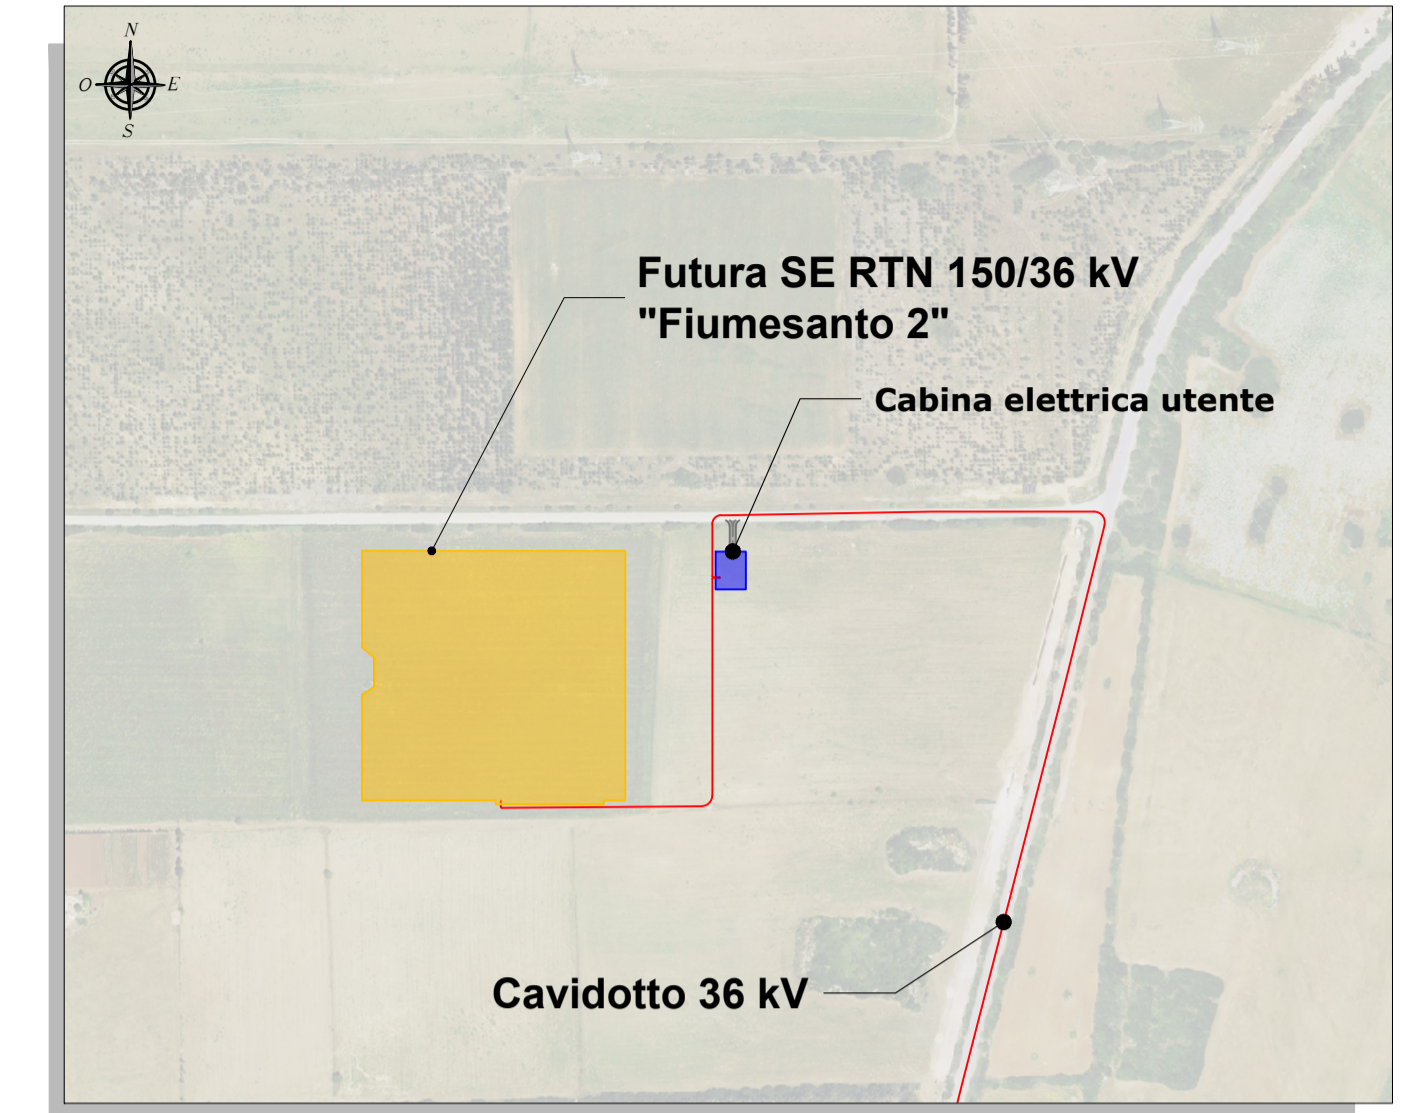 N
O
E
S
Futura SE RTN 150/36 kV
"Fiumesanto 2"
Cabina elettrica utente
Cavidotto 36 kV